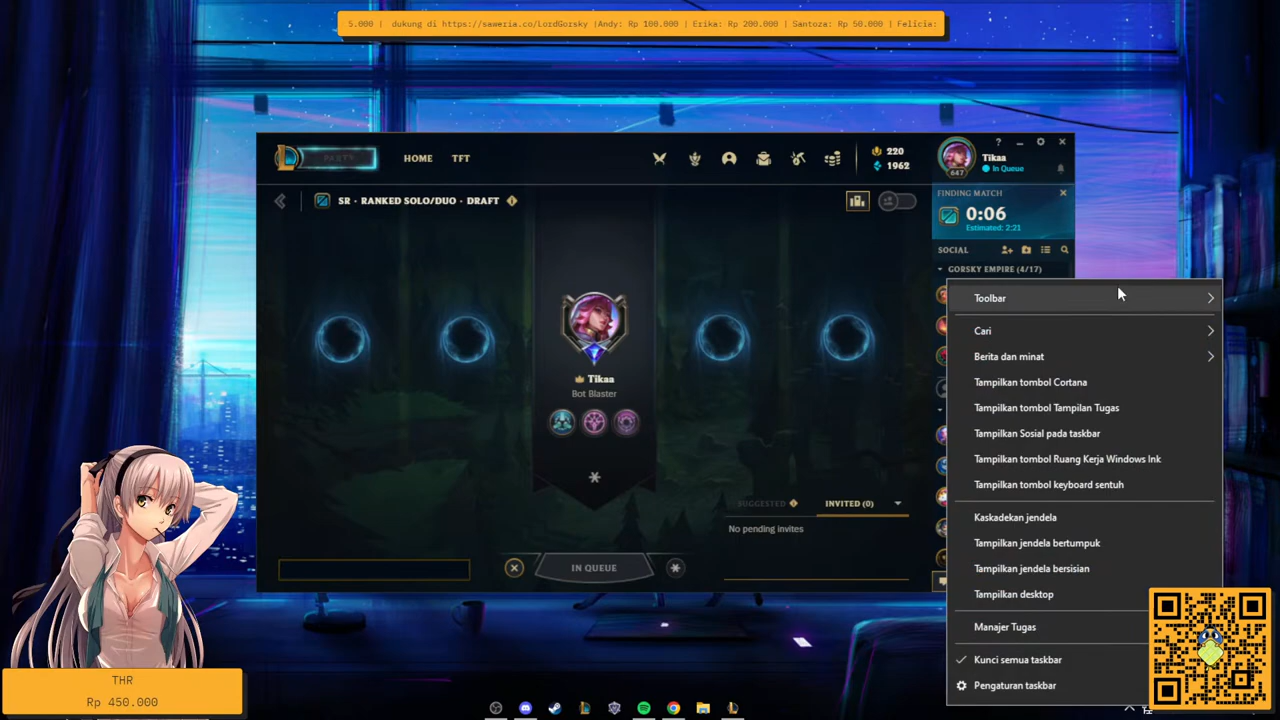 5.000 | dukung di https://saweria.co/LordGorsky |Andy: Rp 100.000 | Erika: Rp 200.000 | Santoza: Rp 50.000 | Felicia:
PARTY
HOME
TFT
220
1962
647
Tikaa
In Queue
SR - RANKED SOLO/DUO - DRAFT
FINDING MATCH
0:06
Estimated: 2:21
SOCIAL
GORSKY EMPIRE (4/17)
Tikaa
Bot Blaster
SUGGESTED
INVITED (0)
No pending invites
IN QUEUE
Toolbar
Cari
Berita dan minat
Tampilkan tombol Cortana
Tampilkan tombol Tampilan Tugas
Tampilkan Sosial pada taskbar
Tampilkan tombol Ruang Kerja Windows Ink
Tampilkan tombol keyboard sentuh
Kaskadekan jendela
Tampilkan jendela bertumpuk
Tampilkan jendela bersisian
Tampilkan desktop
Manajer Tugas
Kunci semua taskbar
Pengaturan taskbar
THR
Rp 450.000